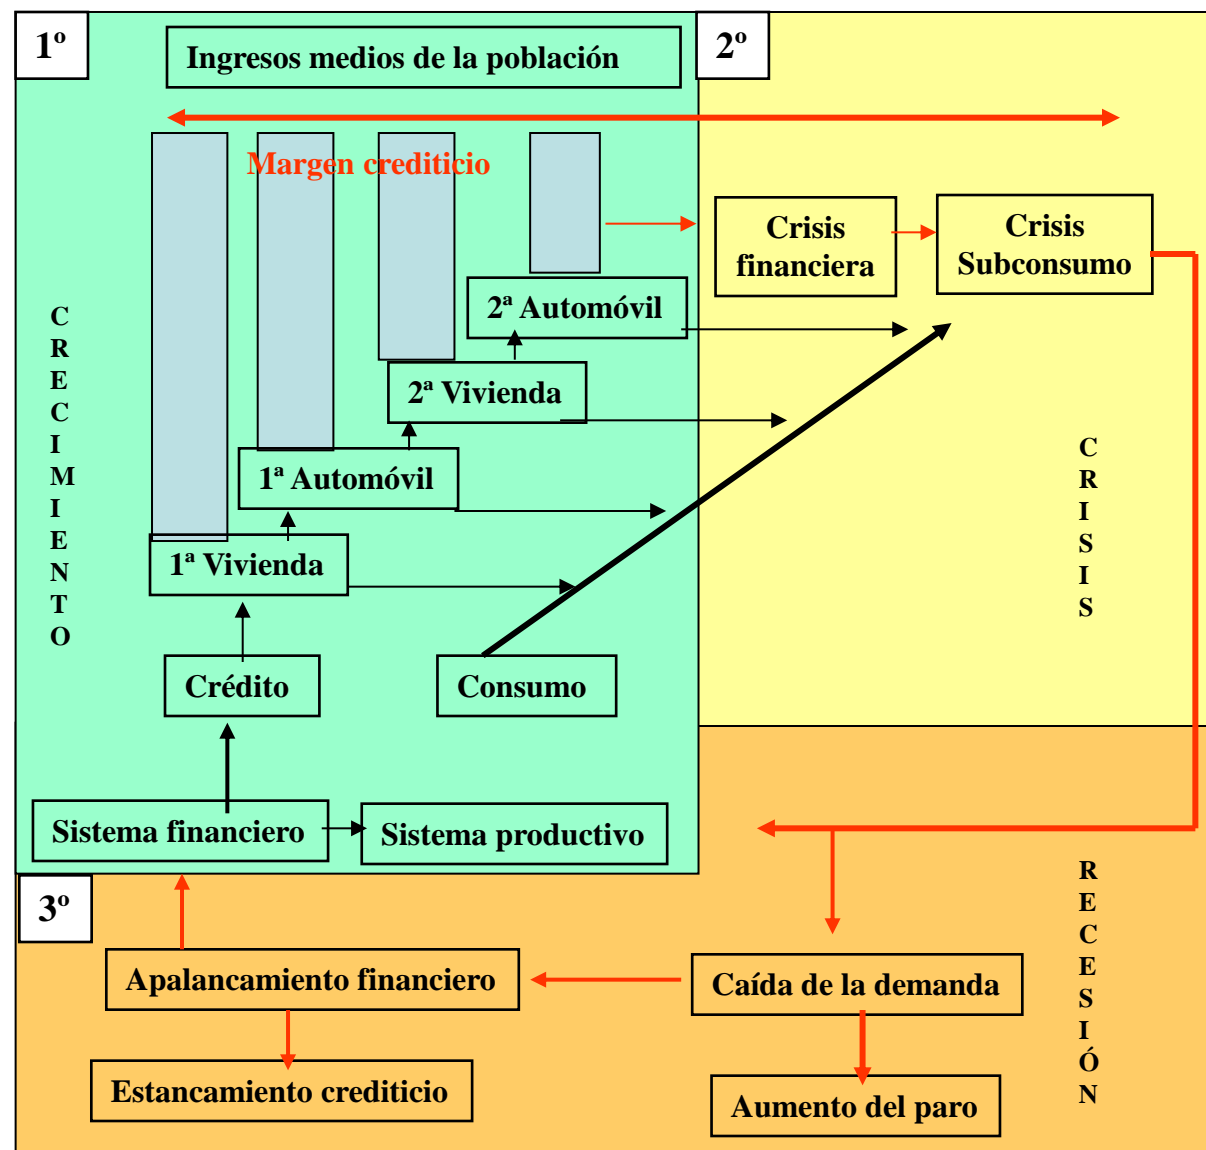 1º
Ingresos medios de la población
2º
Margen crediticio
Crisis
financiera
Crisis
Subconsumo
2ª Automóvil
2ª Vivienda
1ª Automóvil
1ª Vivienda
CRECIMIENTO
CRISIS
Crédito
Consumo
Sistema financiero
Sistema productivo
3º
RECESIÓN
Apalancamiento financiero
Caída de la demanda
Estancamiento crediticio
Aumento del paro